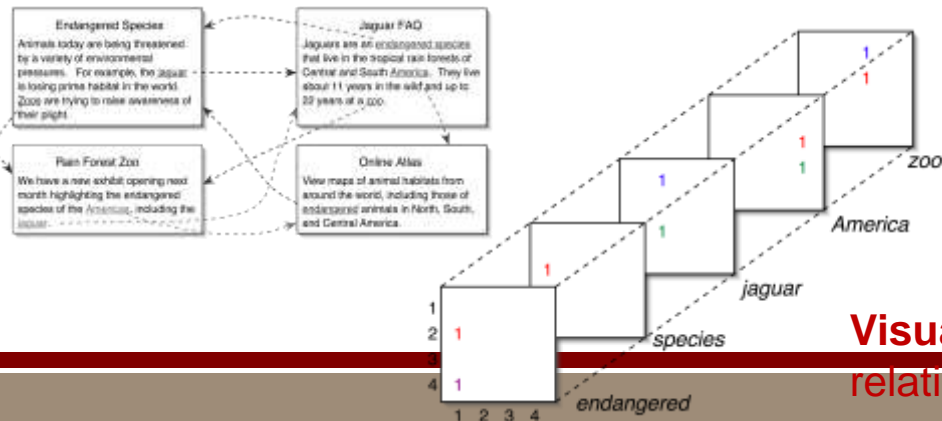 Endangered Species
Animals today are being threatened
by a variety of environmental
pressures. For example, the jaguar
is losing prime habitat in the world.
Zoos are trying to raise awareness of
their plight.
Jaguar FAQ
Jaguars are an endangered species
that live in the tropical rain forests of
Central and South America. They live
about 11 years in the wild and up to
22 years at a zoo.
Rain Forest Zoo
We have a new exhibit opening next
month highlighting the endangered
species of the Americas, including the
jaguar.
Online Atlas
View maps of animal habitats from
around the world, including those of
endangered animals in North, South,
and Central America.
1
1
zoo
1
1
America
1
1
jaguar
1
species
1
2
3
4
1
1
endangered
1 2 3 4
Visua
relati